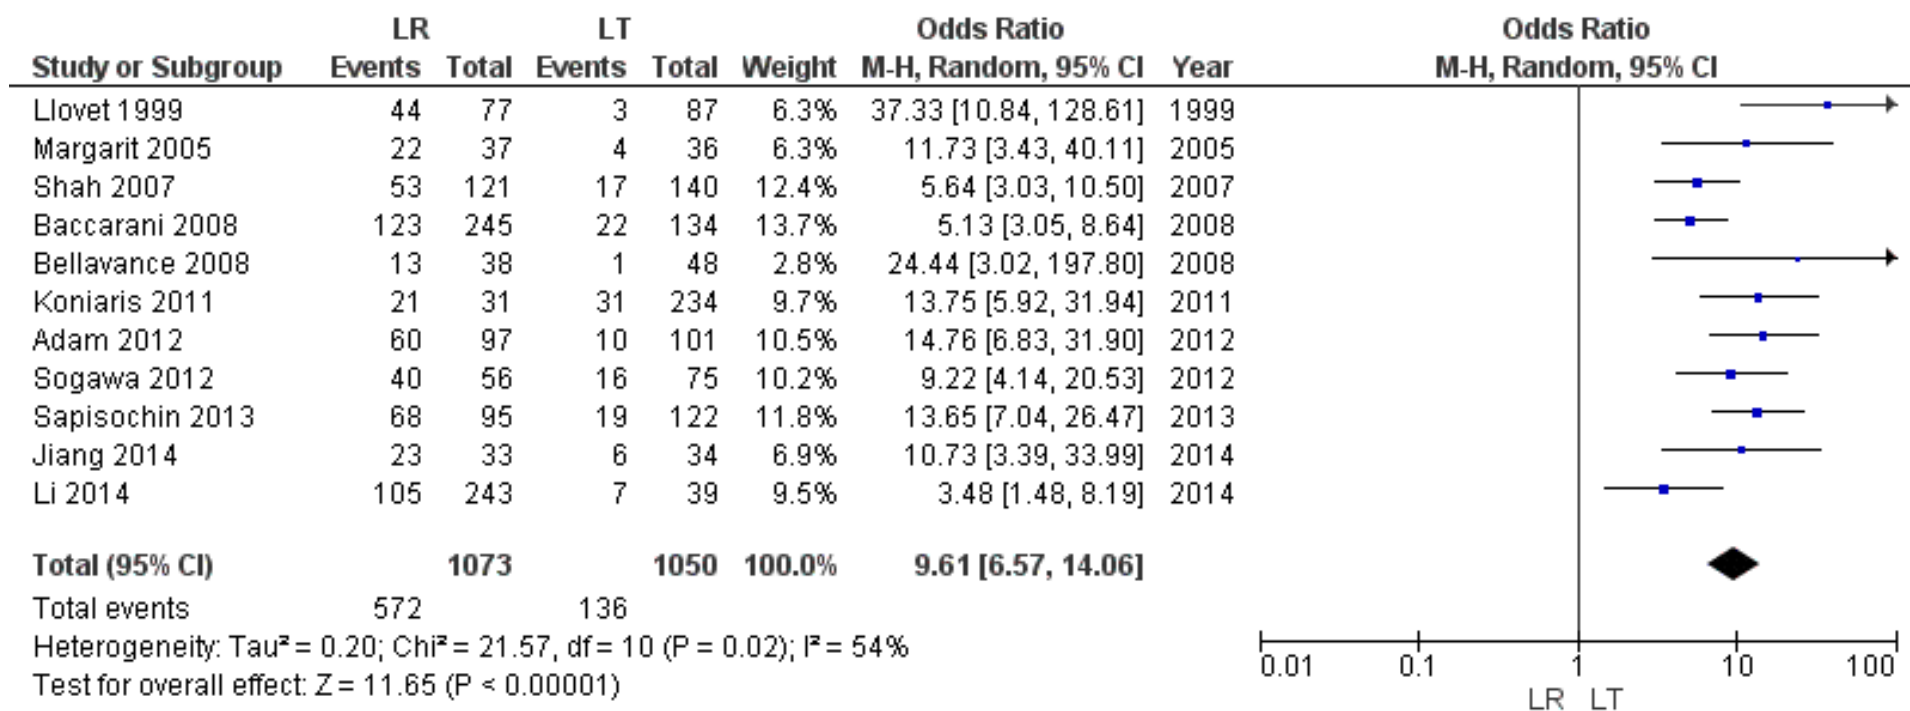 LR LT Odds Ratio Odds Ratio
Study or Subgroup Events Total Events Total Weight M-H, Random, 95% CI Year M-H, Random, 95% CI
Llovet 1999 44 77 3 87 6.3% 37.33 [10.84, 128.61] 1999
Margarit 2005 22 37 4 36 6.3% 11.73 [3.43, 40.11] 2005
Shah 2007 53 121 17 140 12.4% 5.64 [3.03, 10.50] 2007
Baccarani 2008 123 245 22 134 13.7% 5.13 [3.05, 8.64] 2008
Bellavance 2008 13 38 1 48 2.8% 24.44 [3.02, 197.80] 2008
Koniaris 2011 21 31 31 234 9.7% 13.75 [5.92, 31.94] 2011
Adam 2012 60 97 10 101 10.5% 14.76 [6.83, 31.90] 2012
Sogawa 2012 40 56 16 75 10.2% 9.22 [4.14, 20.53] 2012
Sapisochin 2013 68 95 19 122 11.8% 13.65 [7.04, 26.47] 2013
Jiang 2014 23 33 6 34 6.9% 10.73 [3.39, 33.99] 2014
Li 2014 105 243 7 39 9.5% 3.48 [1.48, 8.19] 2014
Total (95% CI) 1073 1050 100.0% 9.61 [6.57, 14.06]
Total events 572 136
Heterogeneity: Tau² = 0.20; Chi² = 21.57, df = 10 (P = 0.02); I² = 54%
Test for overall effect: Z = 11.65 (P < 0.00001)
0.01 0.1 1 10 100
LR LT